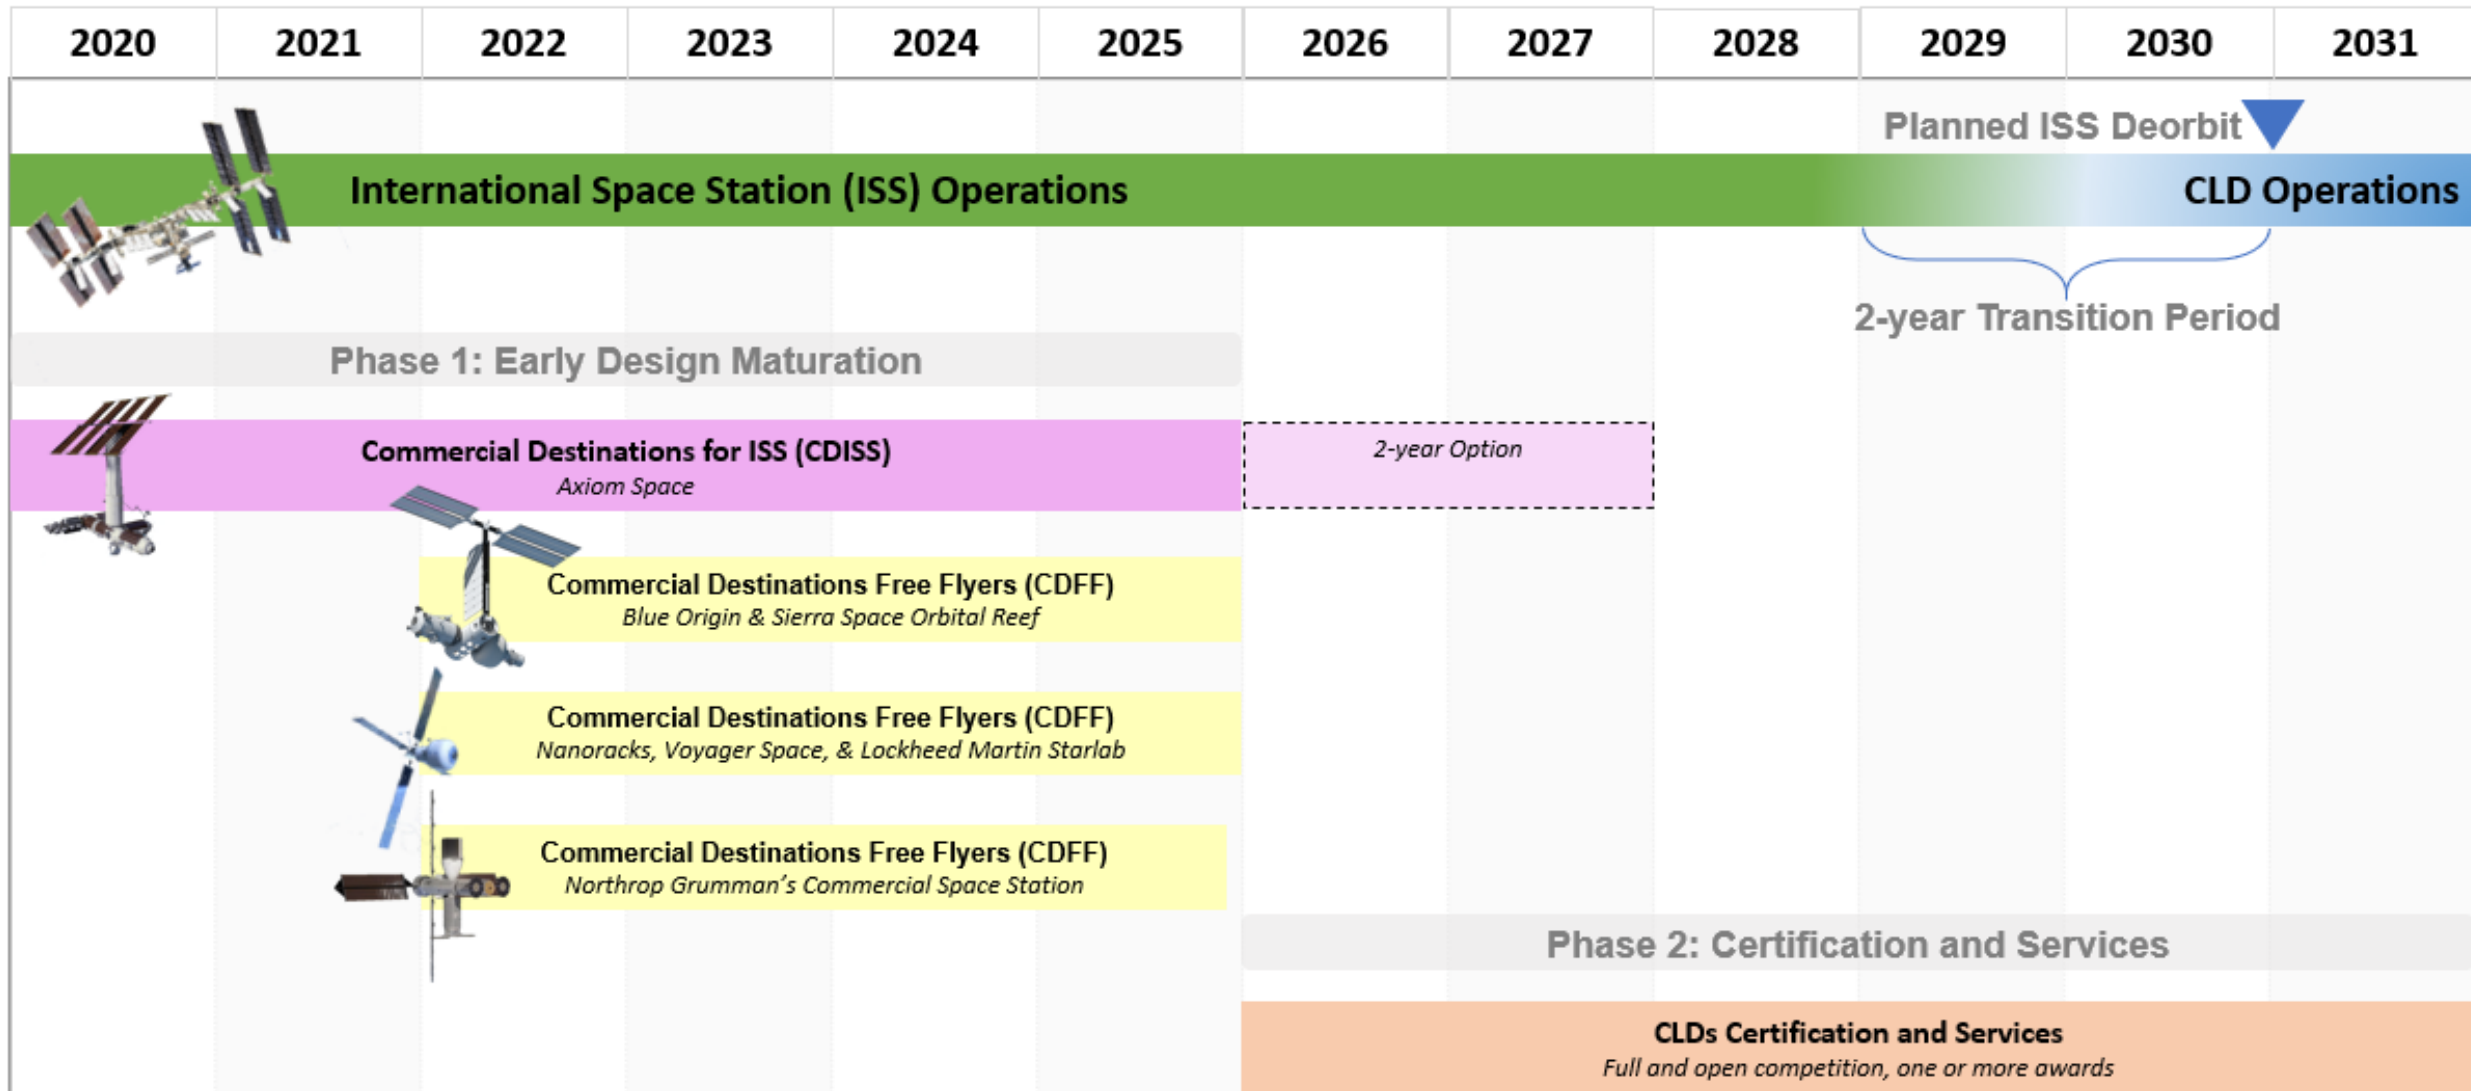 2020 2021 2022 2023 2024 2025 2026 2027 2028 2029 2030 2031
Planned ISS Deorbit
International Space Station (ISS) Operations
CLD Operations
2-year Transition Period
Phase 1: Early Design Maturation
Commercial Destinations for ISS (CDISS)
Axiom Space
2-year Option
Commercial Destinations Free Flyers (CDFF)
Blue Origin & Sierra Space Orbital Reef
Commercial Destinations Free Flyers (CDFF)
Nanoracks, Voyager Space, & Lockheed Martin Starlab
Commercial Destinations Free Flyers (CDFF)
Northrop Grumman's Commercial Space Station
Phase 2: Certification and Services
CLDs Certification and Services
Full and open competition, one or more awards